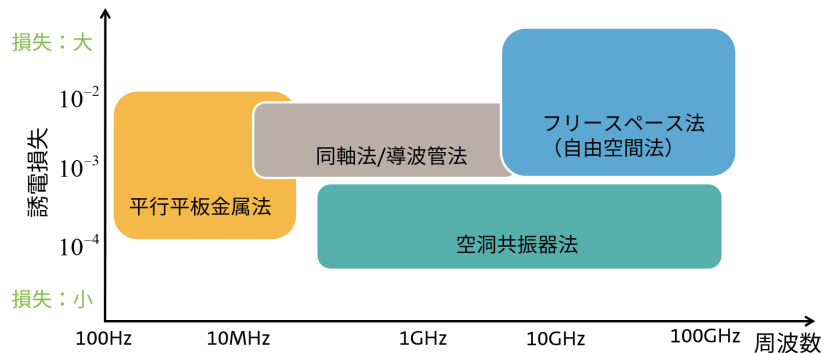 損失：大
10⁻²
10⁻³
10⁻⁴
損失：小
誘電損失
平行平板金属法
同軸法/導波管法
フリースペース法
（自由空間法）
空洞共振器法
100Hz
10MHz
1GHz
10GHz
100GHz
周波数